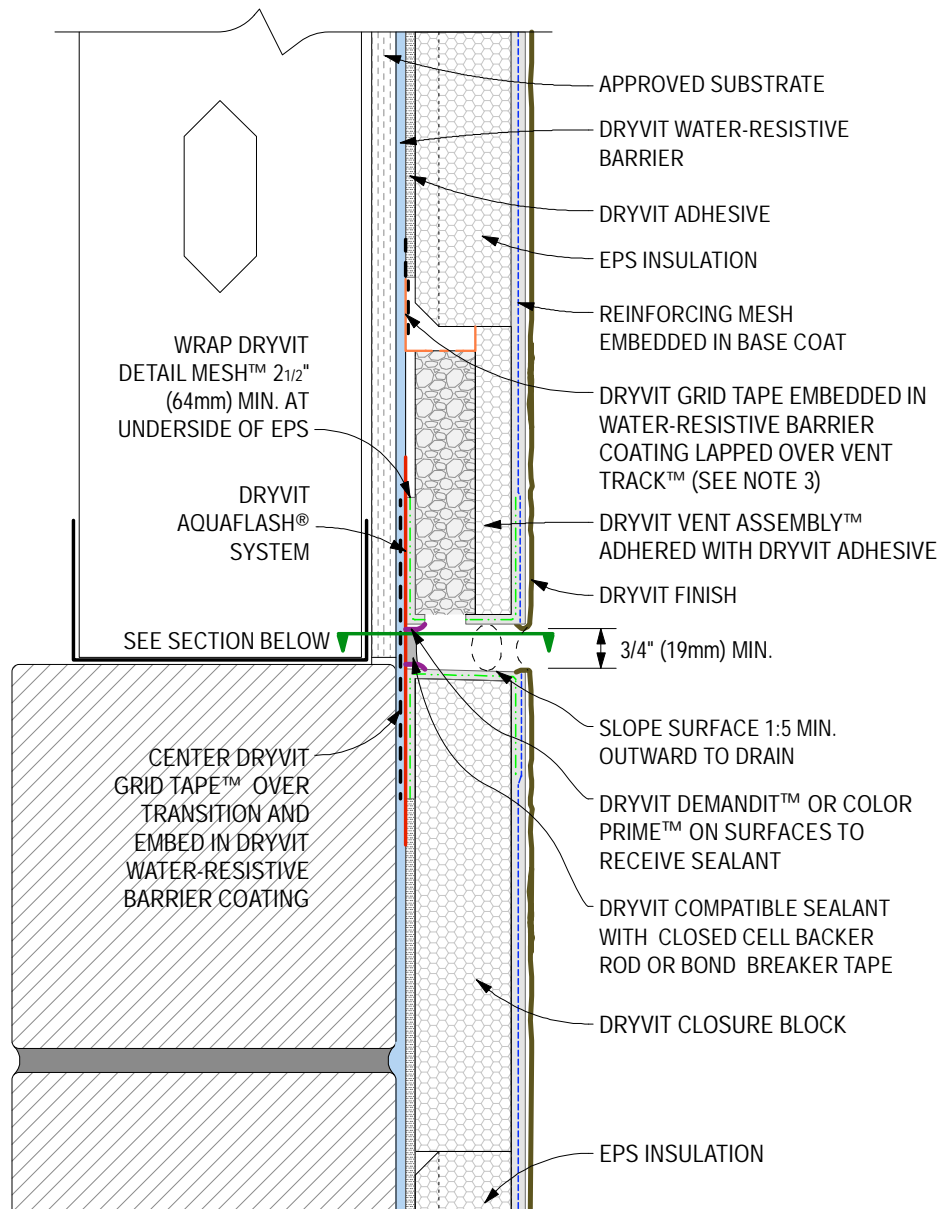 APPROVED SUBSTRATE
DRYVIT WATER-RESISTIVE
BARRIER
DRYVIT ADHESIVE
EPS INSULATION
REINFORCING MESH
EMBEDDED IN BASE COAT
WRAP DRYVIT
DETAIL MESH™ 21/2"
(64mm) MIN. AT
UNDERSIDE OF EPS
DRYVIT GRID TAPE EMBEDDED IN
WATER-RESISTIVE BARRIER
COATING LAPPED OVER VENT
TRACK™ (SEE NOTE 3)
DRYVIT
AQUAFLASH®
SYSTEM
DRYVIT VENT ASSEMBLY™
ADHERED WITH DRYVIT ADHESIVE
DRYVIT FINISH
SEE SECTION BELOW
3/4" (19mm) MIN.
SLOPE SURFACE 1:5 MIN.
OUTWARD TO DRAIN
CENTER DRYVIT
GRID TAPE™ OVER
TRANSITION AND
EMBED IN DRYVIT
WATER-RESISTIVE
BARRIER COATING
DRYVIT DEMANDIT™ OR COLOR
PRIME™ ON SURFACES TO
RECEIVE SEALANT
DRYVIT COMPATIBLE SEALANT
WITH CLOSED CELL BACKER
ROD OR BOND BREAKER TAPE
DRYVIT CLOSURE BLOCK
EPS INSULATION